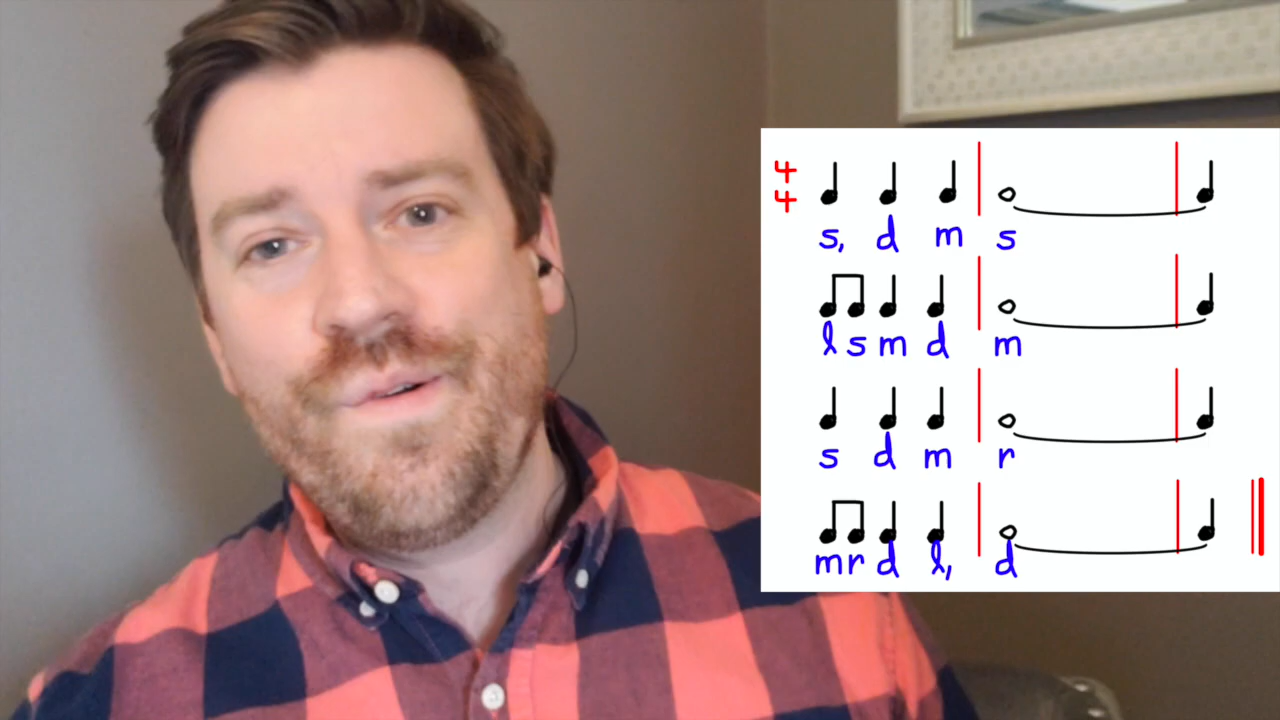 4
4
s, d m s
l s m d m
s d m r
m r d l, d